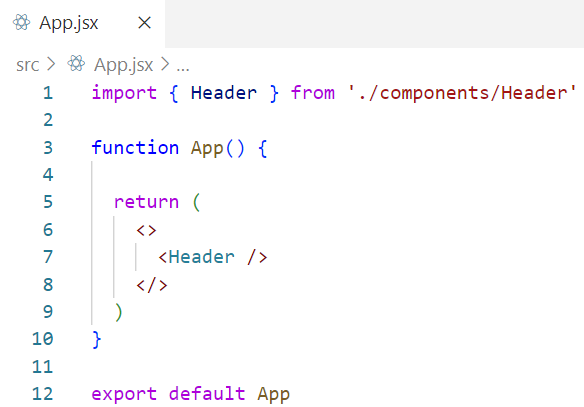 App.jsx
src > App.jsx > ...
1 import { Header } from './components/Header'
2
3 function App() {
4
5   return (
6     <>
7       <Header />
8     </>
9   )
10 }
11
12 export default App